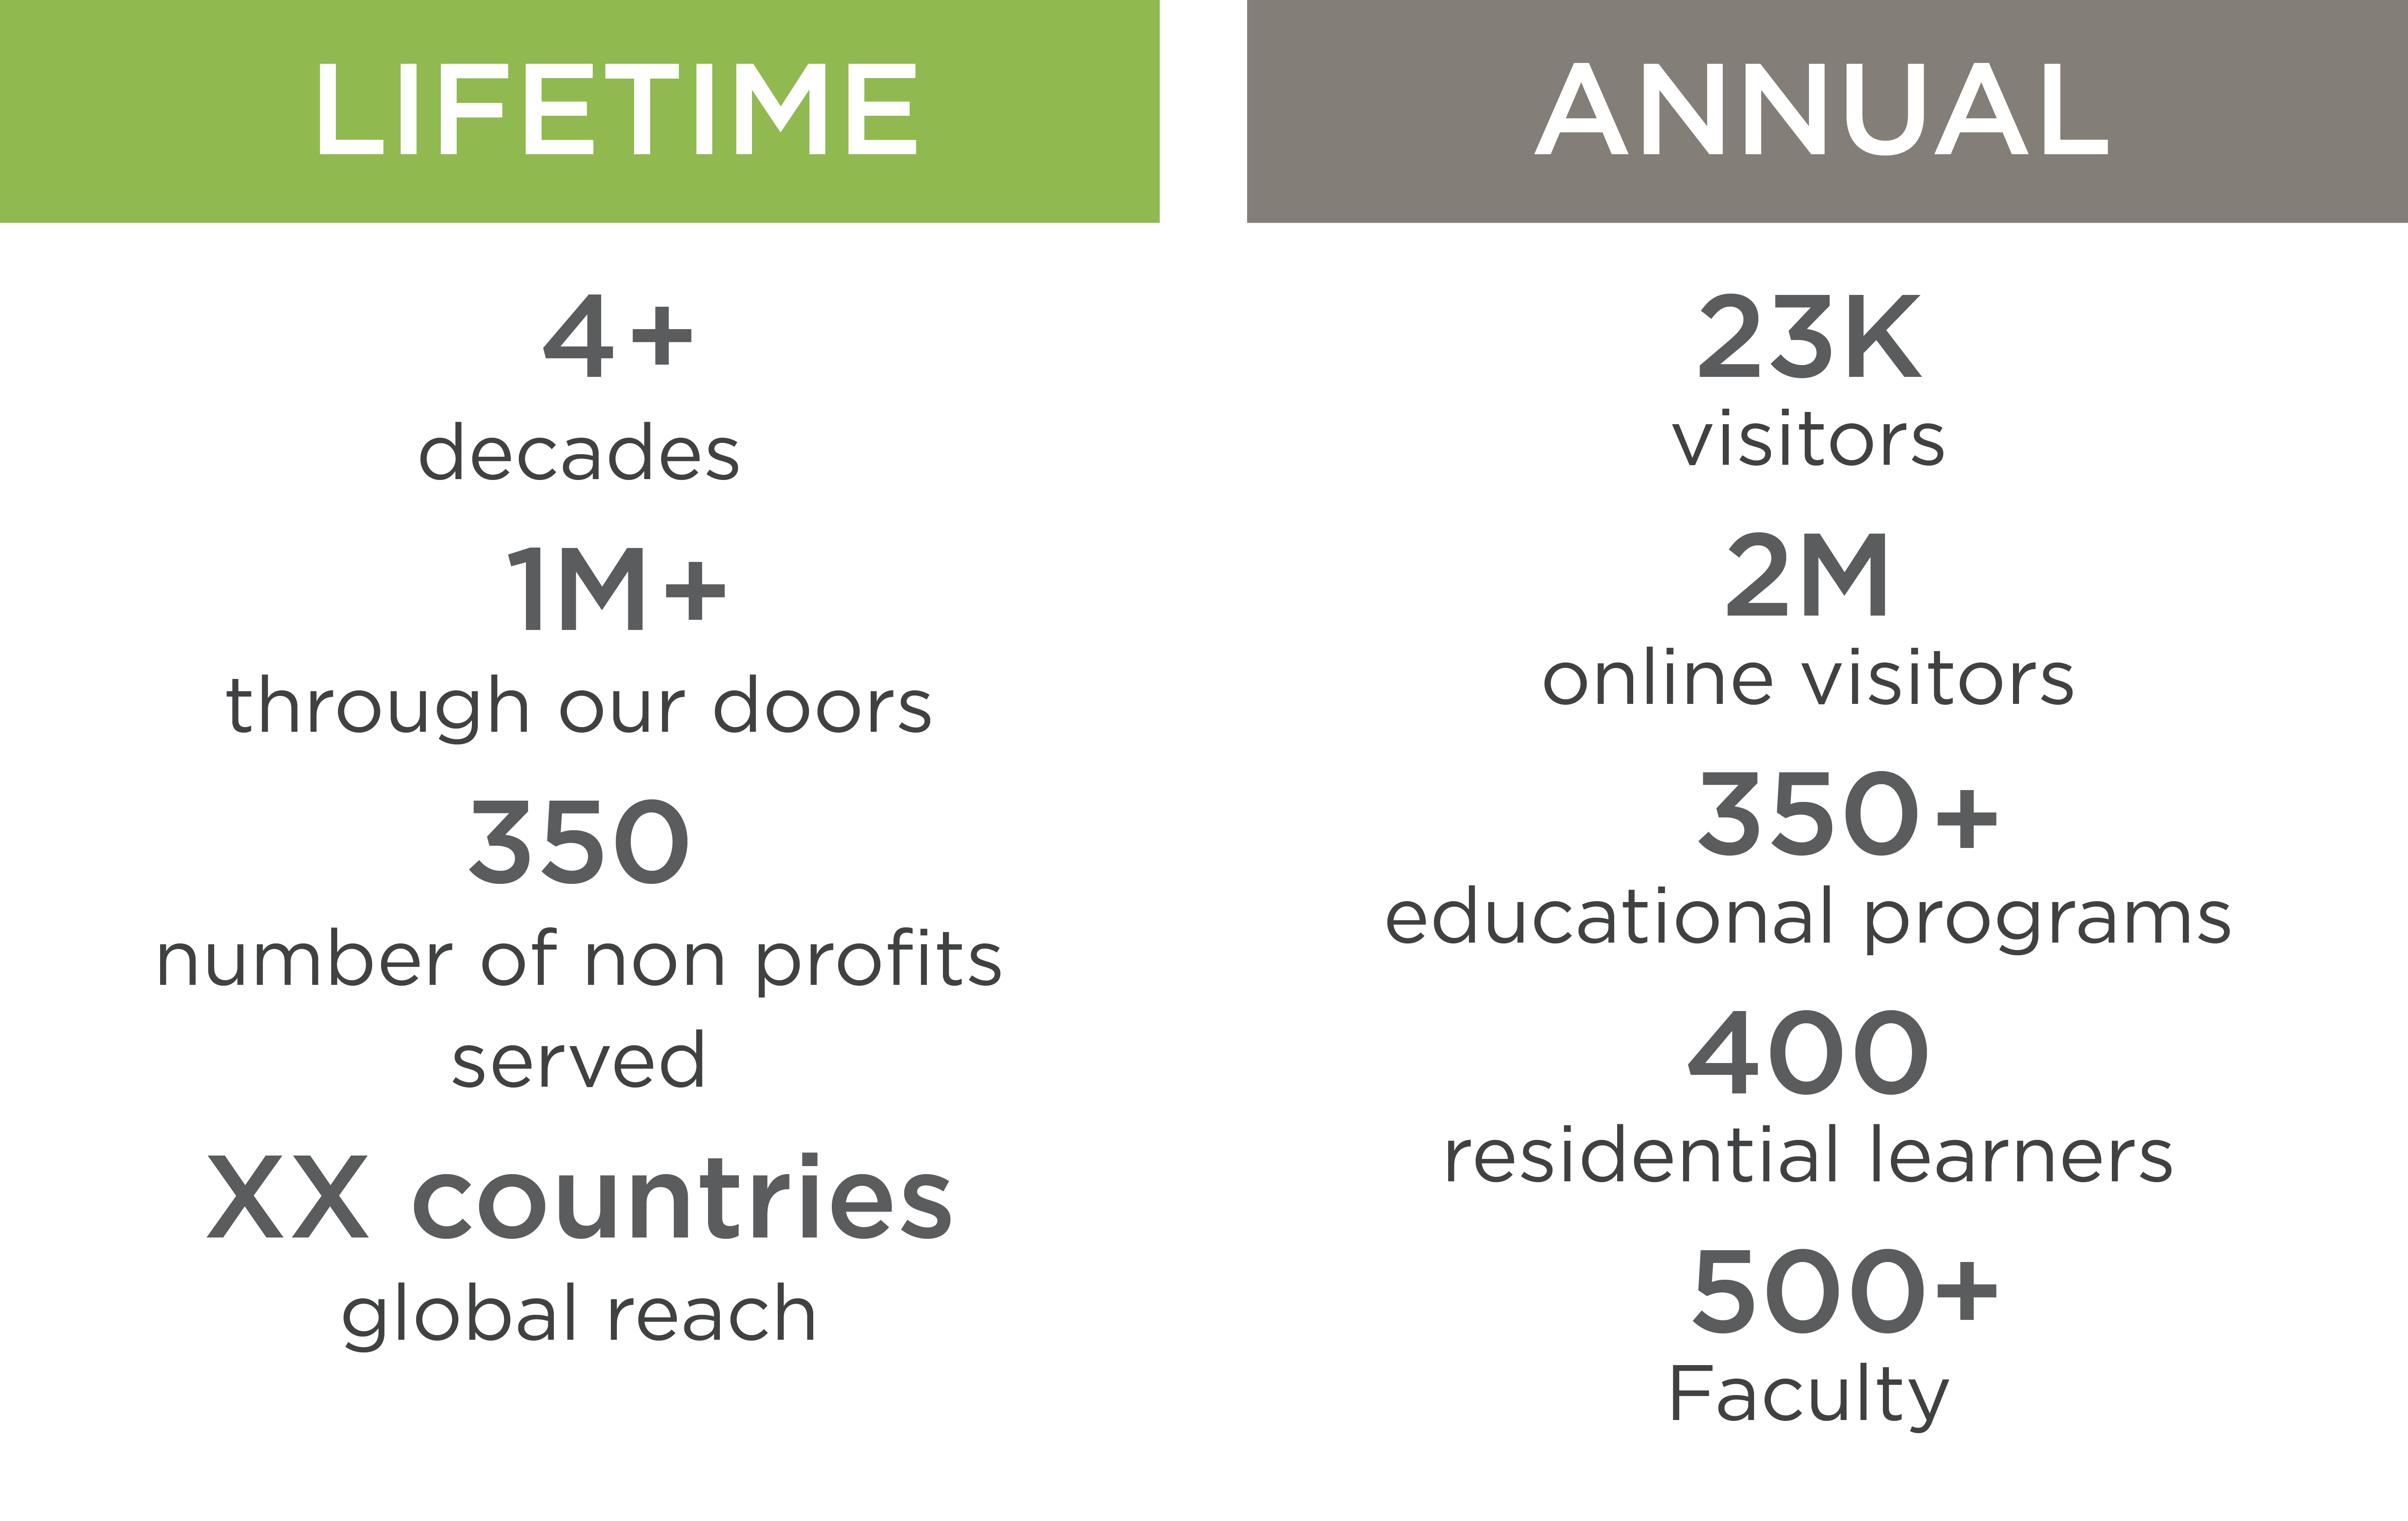 LIFETIME
4+
decades
1M+
through our doors
350
number of non profits
served
XX countries
global reach
ANNUAL
23K
visitors
2M
online visitors
350+
educational programs
400
residential learners
500+
Faculty